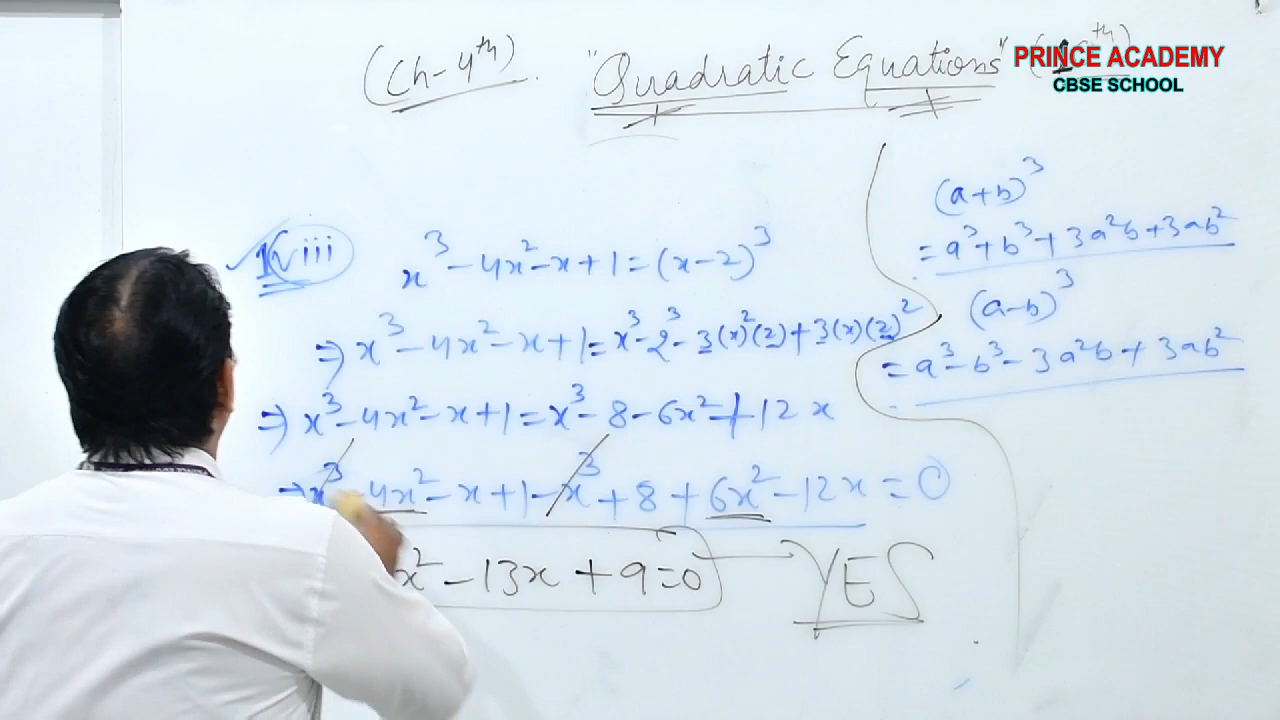 (Ch-4th) "Quadratic Equations" (10th)
PRINCE ACADEMY
CBSE SCHOOL
1(viii x³-4x²-x+1=(x-2)³
⇒x³-4x²-x+1=x³-2³-3(x)²(2)+3(x)(2)²
⇒x³-4x²-x+1=x³-8-6x²+12x
⇒x³-4x²-x+1-x³+8+6x²-12x=0
x²-13x+9=0 → YES
(a+b)³
=a³+b³+3a²b+3ab²
(a-b)³
=a³-b³-3a²b+3ab²